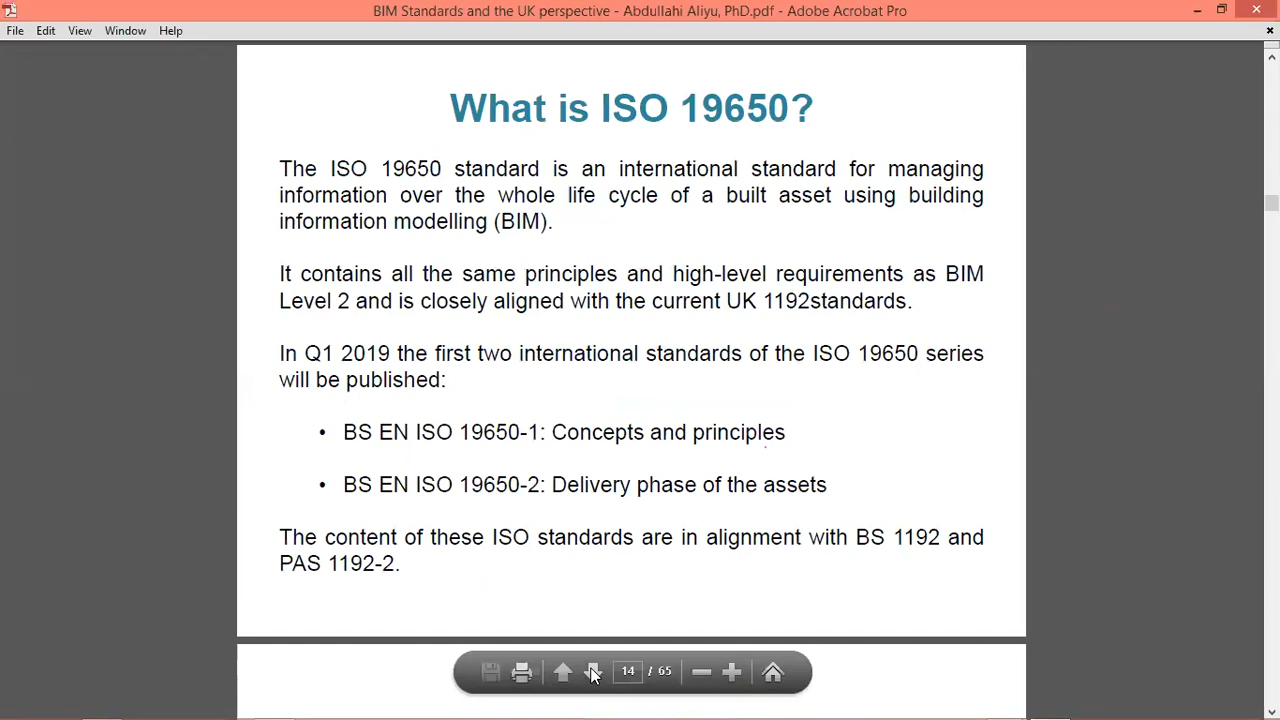 BIM Standards and the UK perspective - Abdullahi Aliyu, PhD.pdf - Adobe Acrobat Pro
File Edit View Window Help
What is ISO 19650?
The ISO 19650 standard is an international standard for managing
information over the whole life cycle of a built asset using building
information modelling (BIM).
It contains all the same principles and high-level requirements as BIM
Level 2 and is closely aligned with the current UK 1192standards.
In Q1 2019 the first two international standards of the ISO 19650 series
will be published:
• BS EN ISO 19650-1: Concepts and principles
• BS EN ISO 19650-2: Delivery phase of the assets
The content of these ISO standards are in alignment with BS 1192 and
PAS 1192-2.
14 / 65